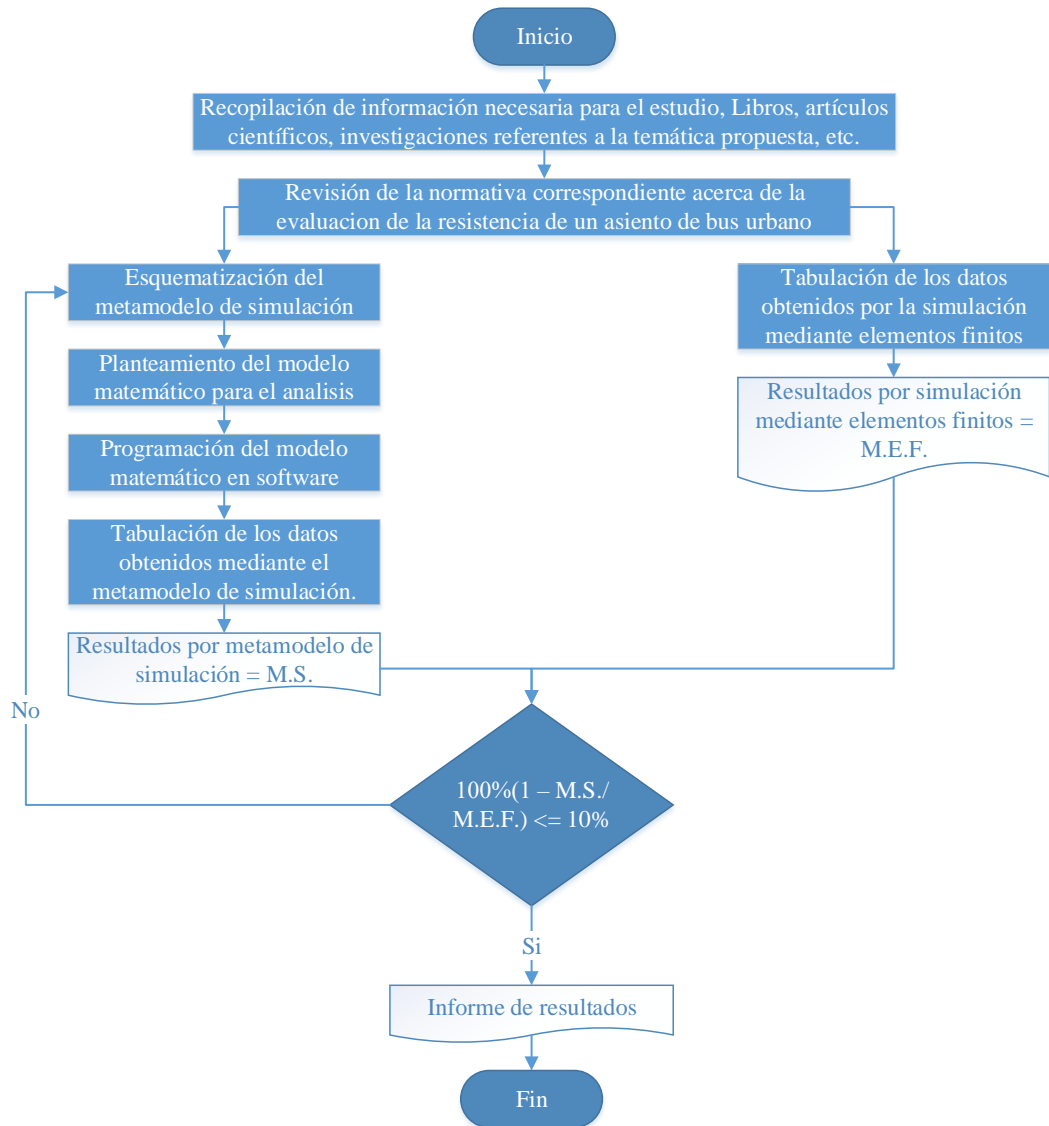 Inicio
Recopilación de información necesaria para el estudio, Libros, artículos
científicos, investigaciones referentes a la temática propuesta, etc.
Revisión de la normativa correspondiente acerca de la
evaluacion de la resistencia de un asiento de bus urbano
Esquematización del
metamodelo de simulación
Planteamiento del modelo
matemático para el analisis
Programación del modelo
matemático en software
Tabulación de los datos
obtenidos mediante el
metamodelo de simulación.
Resultados por metamodelo de
simulación = M.S.
Tabulación de los datos
obtenidos por la simulación
mediante elementos finitos
Resultados por simulación
mediante elementos finitos =
M.E.F.
No
100%(1 – M.S./
M.E.F.) <= 10%
Si
Informe de resultados
Fin